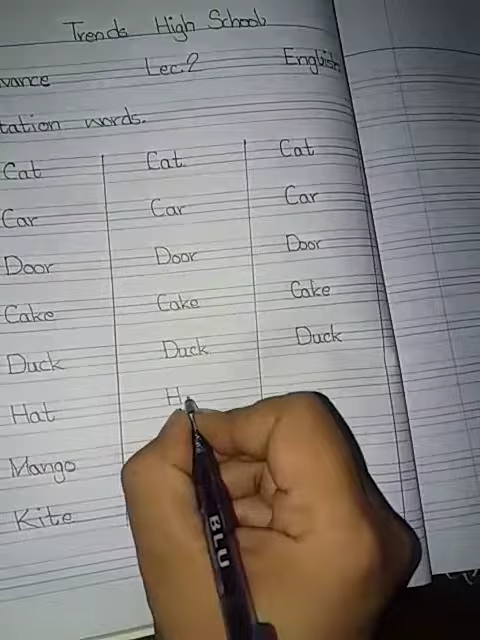 Trends High School
vance Lec.2 English
tation words.
Cat Cat Cat
Car Car Car
Door Door Door
Cake Cake Cake
Duck Duck Duck
Hat H
Mango
Kite
BLU